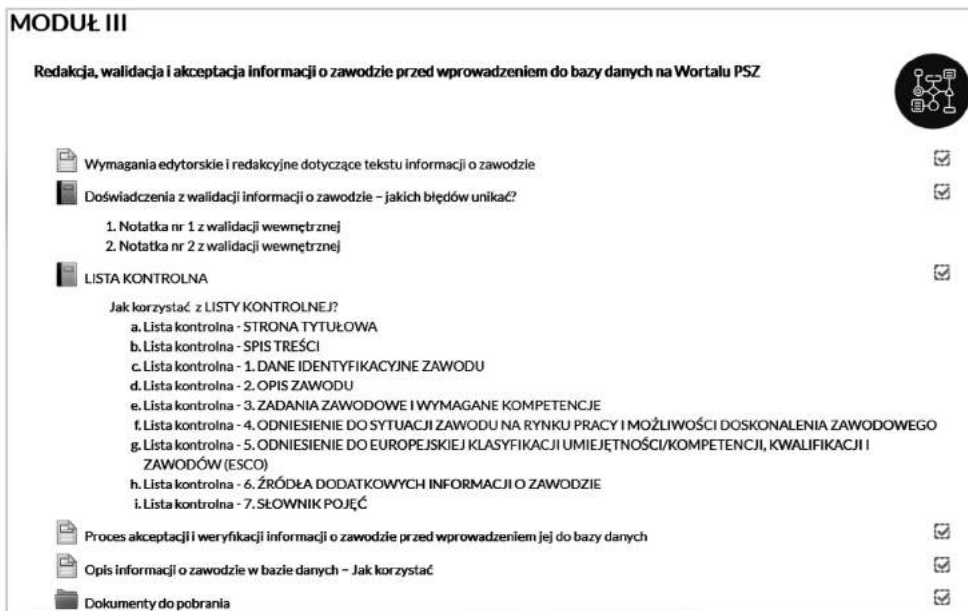 MODUŁ III
Redakcja, walidacja i akceptacja informacji o zawodzie przed wprowadzeniem do bazy danych na Wortalu PSZ
Wymagania edytorskie i redakcyjne dotyczące tekstu informacji o zawodzie
Doświadczenia z walidacji informacji o zawodzie – jakich błędów unikać?
1. Notatka nr 1 z walidacji wewnętrznej
2. Notatka nr 2 z walidacji wewnętrznej
LISTA KONTROLNA
Jak korzystać z LISTY KONTROLNEJ?
a. Lista kontrolna - STRONA TYTUŁOWA
b. Lista kontrolna - SPIS TREŚCI
c. Lista kontrolna - 1. DANE IDENTYFIKACYJNE ZAWODU
d. Lista kontrolna - 2. OPIS ZAWODU
e. Lista kontrolna - 3. ZADANIA ZAWODOWE I WYMAGANE KOMPETENCJE
f. Lista kontrolna - 4. ODNIESIENIE DO SYTUACJI ZAWODU NA RYNKU PRACY I MOŻLIWOŚCI DOSKONALENIA ZAWODOWEGO
g. Lista kontrolna - 5. ODNIESIENIE DO EUROPEJSKIEJ KLASYFIKACJI UMIEJĘTNOŚCI/KOMPETENCJI, KWALIFIKACJI I
ZAWODÓW (ESCO)
h. Lista kontrolna - 6. ŹRÓDŁA DODATKOWYCH INFORMACJI O ZAWODZIE
i. Lista kontrolna - 7. SŁOWNIK POJĘĆ
Proces akceptacji i weryfikacji informacji o zawodzie przed wprowadzeniem jej do bazy danych
Opis informacji o zawodzie w bazie danych – Jak korzystać
Dokumenty do pobrania